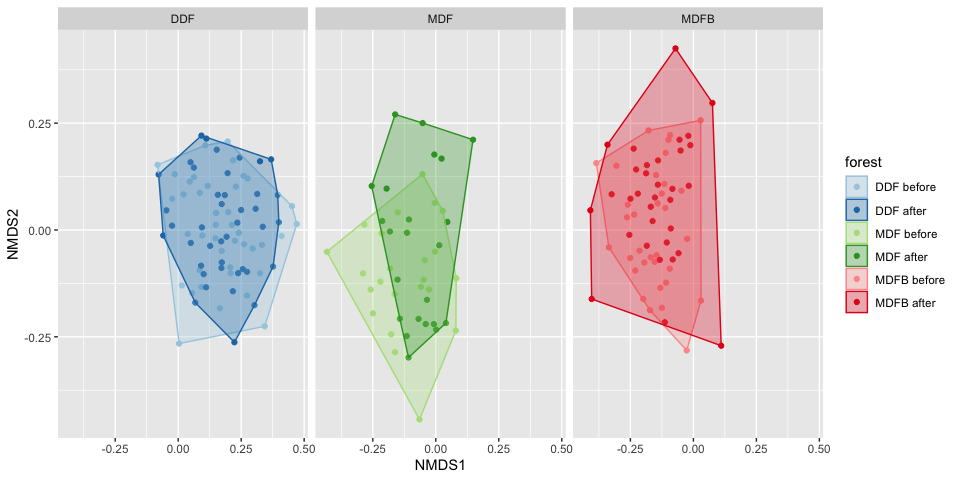 DDF MDF MDFB
NMDS2
0.25
0.00
-0.25
-0.25 0.00 0.25 0.50 -0.25 0.00 0.25 0.50 -0.25 0.00 0.25 0.50
NMDS1
forest
DDF before
DDF after
MDF before
MDF after
MDFB before
MDFB after